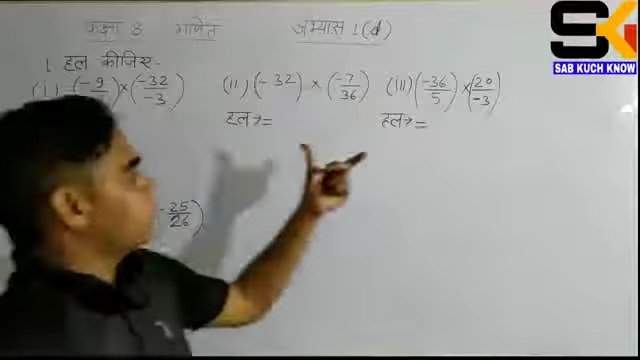 कक्षा 8 गणित अभ्यास 1(d)
1. हल कीजिए-
(i) (-9/ ) × (-32/-3) (ii) (-32) × (-7/36) (iii) (-36/5) × (20/-3)
हल→= हल→=
-25/26)
SK
SAB KUCH KNOW